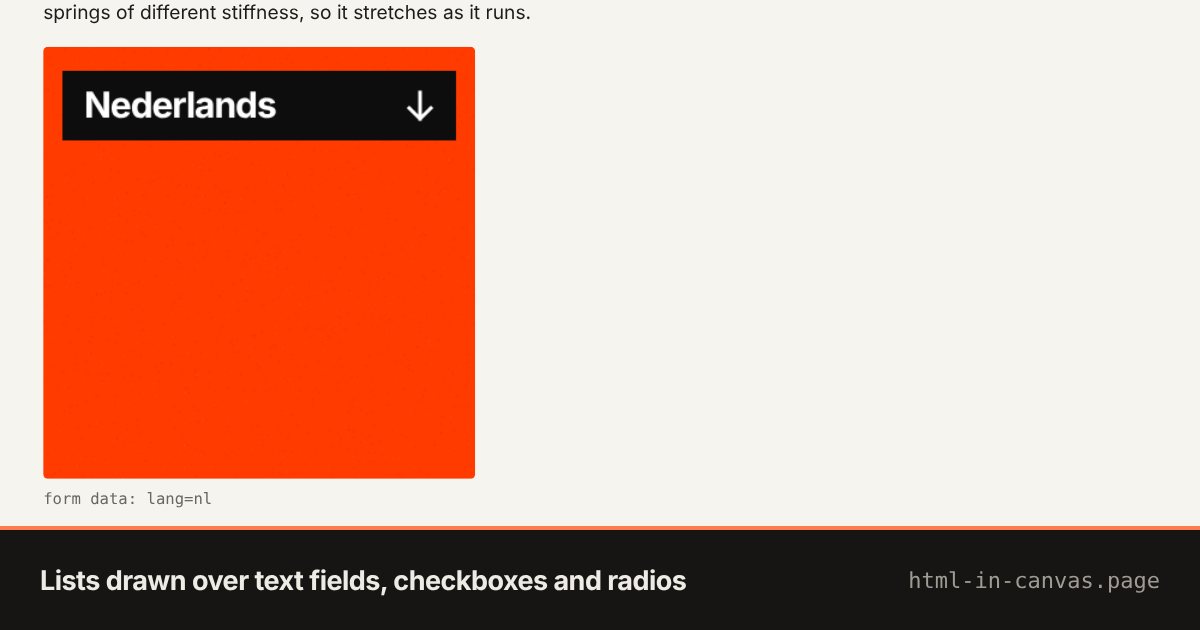 springs of different stiffness, so it stretches as it runs.
Nederlands ↓
form data: lang=nl
Lists drawn over text fields, checkboxes and radios
html-in-canvas.page